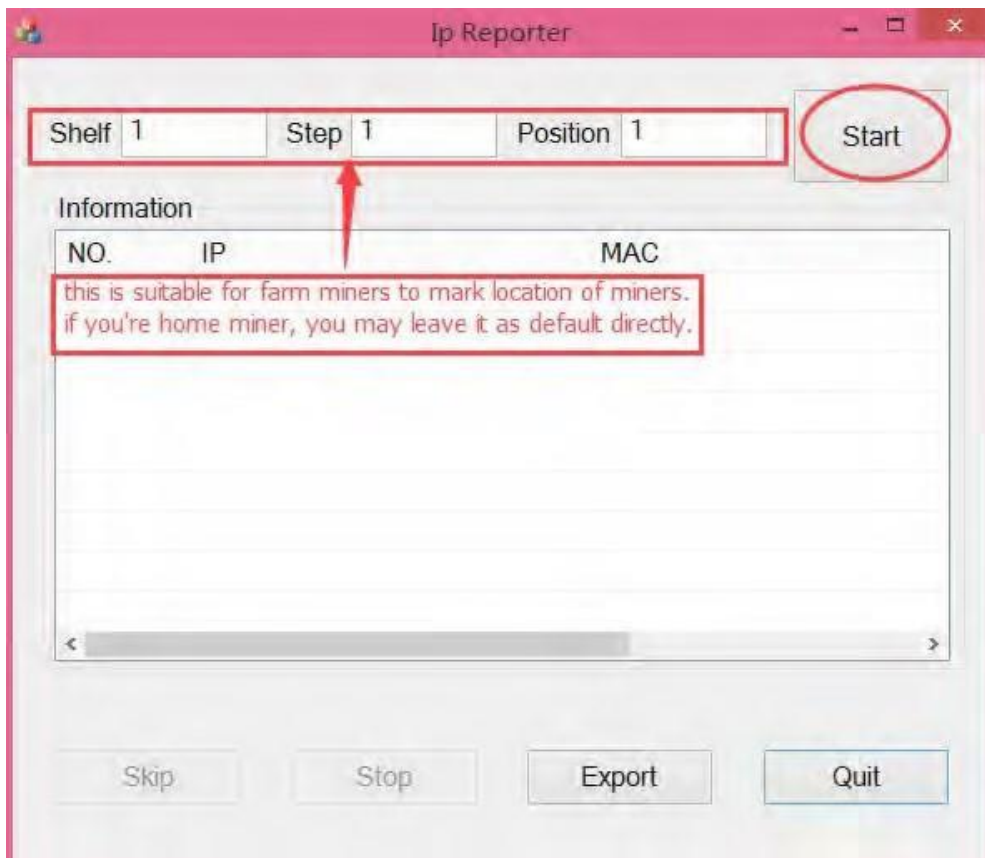 Ip Reporter
Shelf 1 Step 1 Position 1 Start
Information
NO. IP MAC
this is suitable for farm miners to mark location of miners.
if you're home miner, you may leave it as default directly.
Skip Stop Export Quit